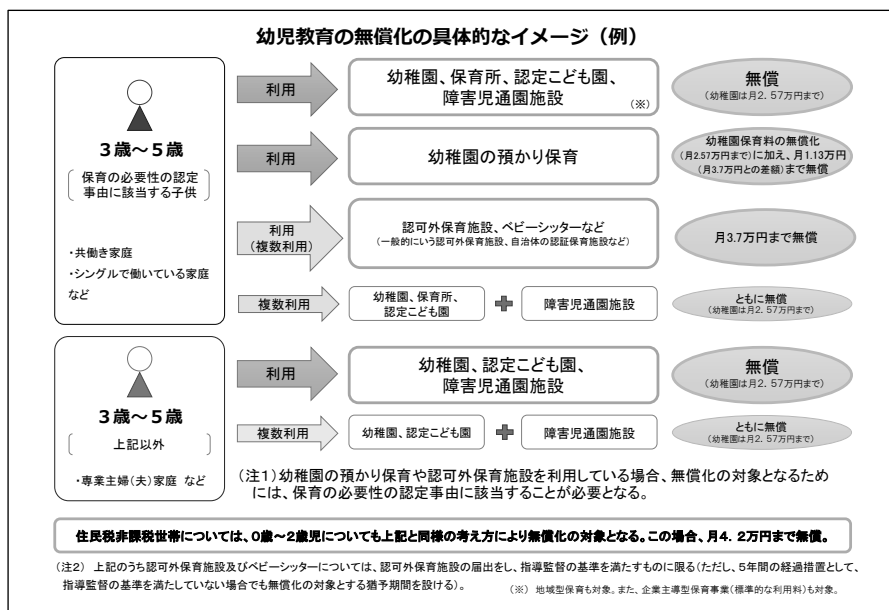 幼児教育の無償化の具体的なイメージ（例）
3歳～5歳
保育の必要性の認定
事由に該当する子供
・共働き家庭
・シングルで働いている家庭
など
利用
幼稚園、保育所、認定こども園、
障害児通園施設
（※）
無償
（幼稚園は月2．57万円まで）
利用
幼稚園の預かり保育
幼稚園保育料の無償化
（月2.57万円まで）に加え、月1.13万円
（月3.7万円との差額）まで無償
利用
（複数利用）
認可外保育施設、ベビーシッターなど
（一般的にいう認可外保育施設、自治体の認証保育施設など）
月3.7万円まで無償
複数利用
幼稚園、保育所、
認定こども園
＋
障害児通園施設
ともに無償
（幼稚園は月2．57万円まで）
3歳～5歳
上記以外
・専業主婦（夫）家庭 など
利用
幼稚園、認定こども園、
障害児通園施設
無償
（幼稚園は月2．57万円まで）
複数利用
幼稚園、認定こども園
＋
障害児通園施設
ともに無償
（幼稚園は月2．57万円まで）
（注1）幼稚園の預かり保育や認可外保育施設を利用している場合、無償化の対象となるため
には、保育の必要性の認定事由に該当することが必要となる。
住民税非課税世帯については、0歳～2歳児についても上記と同様の考え方により無償化の対象となる。この場合、月4．2万円まで無償。
（注2） 上記のうち認可外保育施設及びベビーシッターについては、認可外保育施設の届出をし、指導監督の基準を満たすものに限る（ただし、5年間の経過措置として、
指導監督の基準を満たしていない場合でも無償化の対象とする猶予期間を設ける）。
（※） 地域型保育も対象。また、企業主導型保育事業（標準的な利用料）も対象。